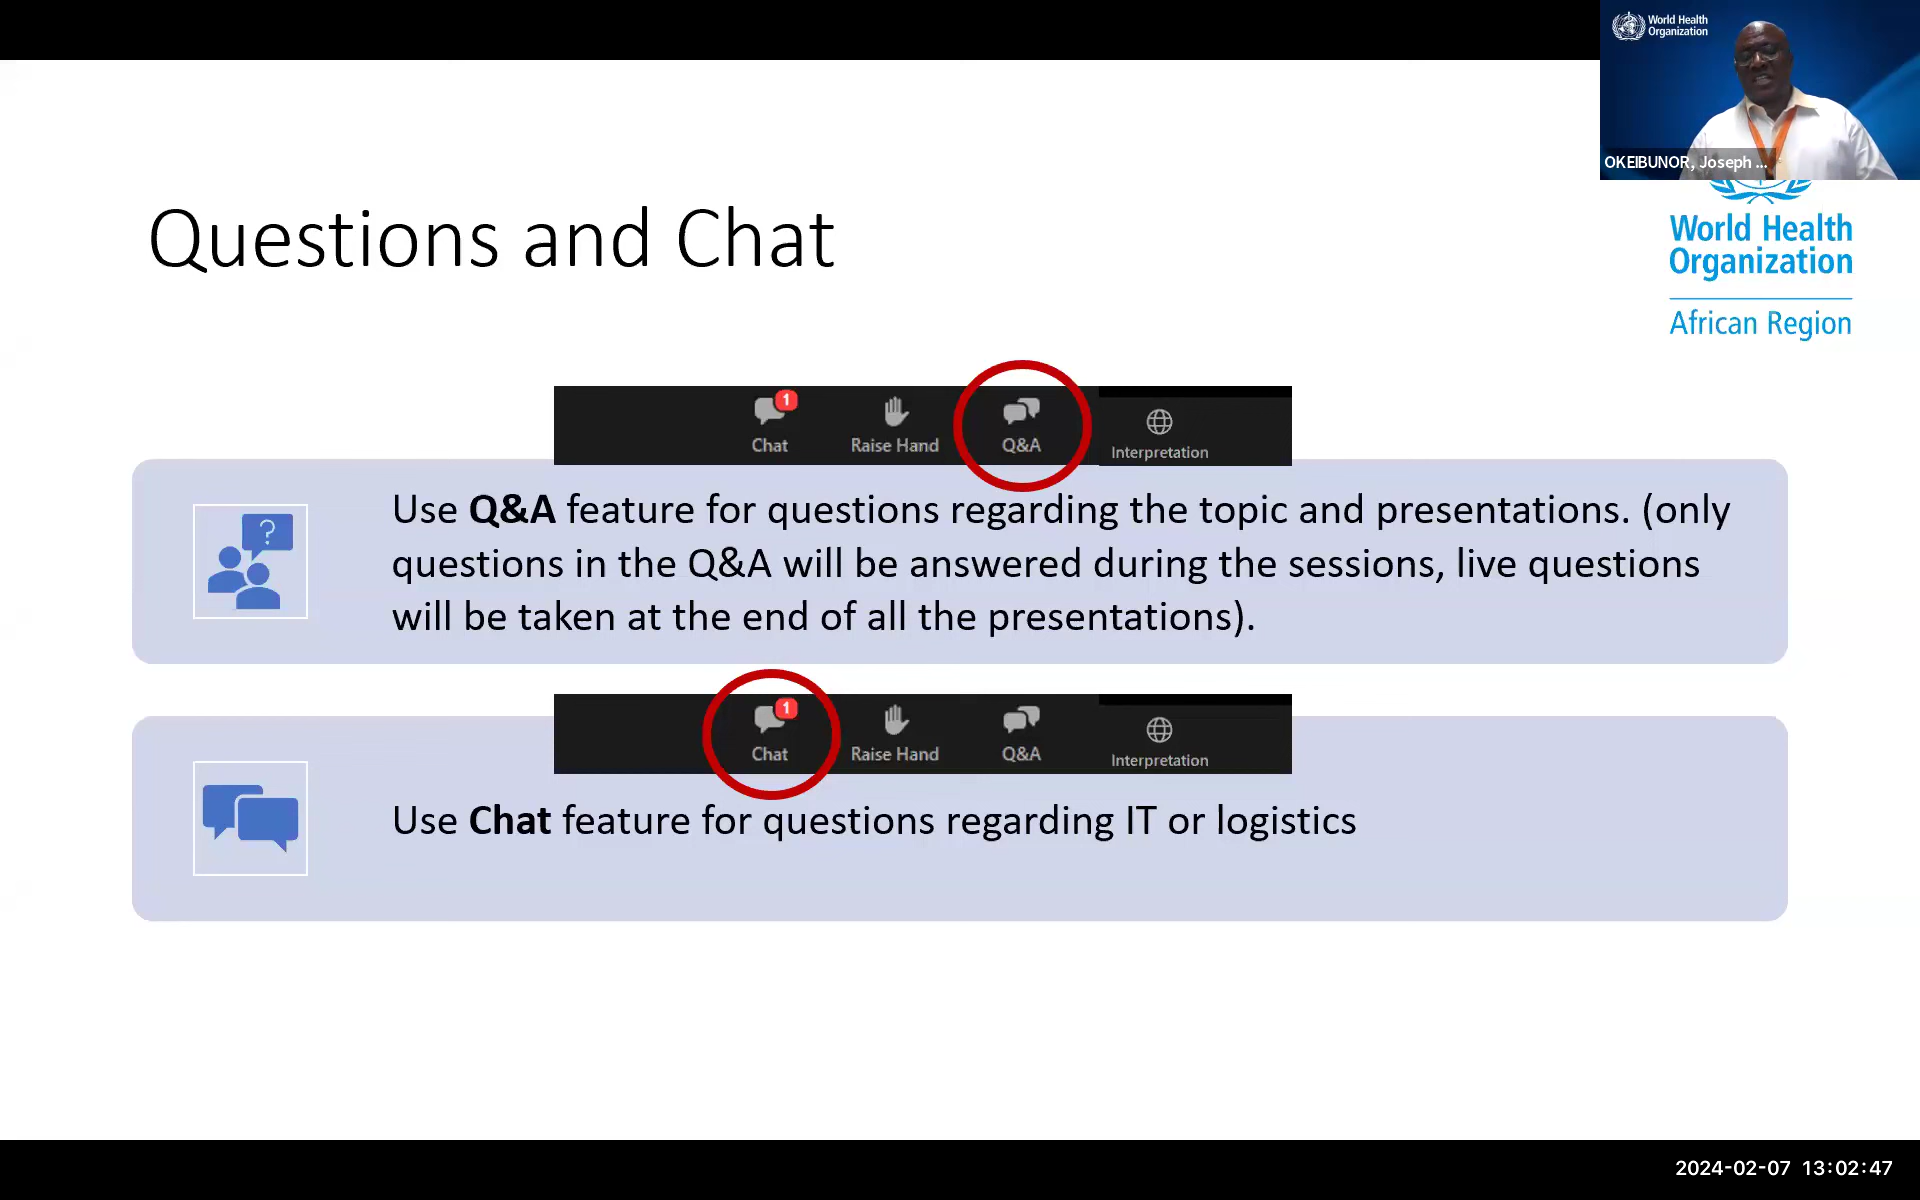 World Health
Organization
OKEIBUNOR, Joseph ...
Questions and Chat
World Health
Organization
African Region
1
Chat
Raise Hand
Q&A
Interpretation
?
Use Q&A feature for questions regarding the topic and presentations. (only
questions in the Q&A will be answered during the sessions, live questions
will be taken at the end of all the presentations).
1
Chat
Raise Hand
Q&A
Interpretation
Use Chat feature for questions regarding IT or logistics
2024-02-07 13:02:47